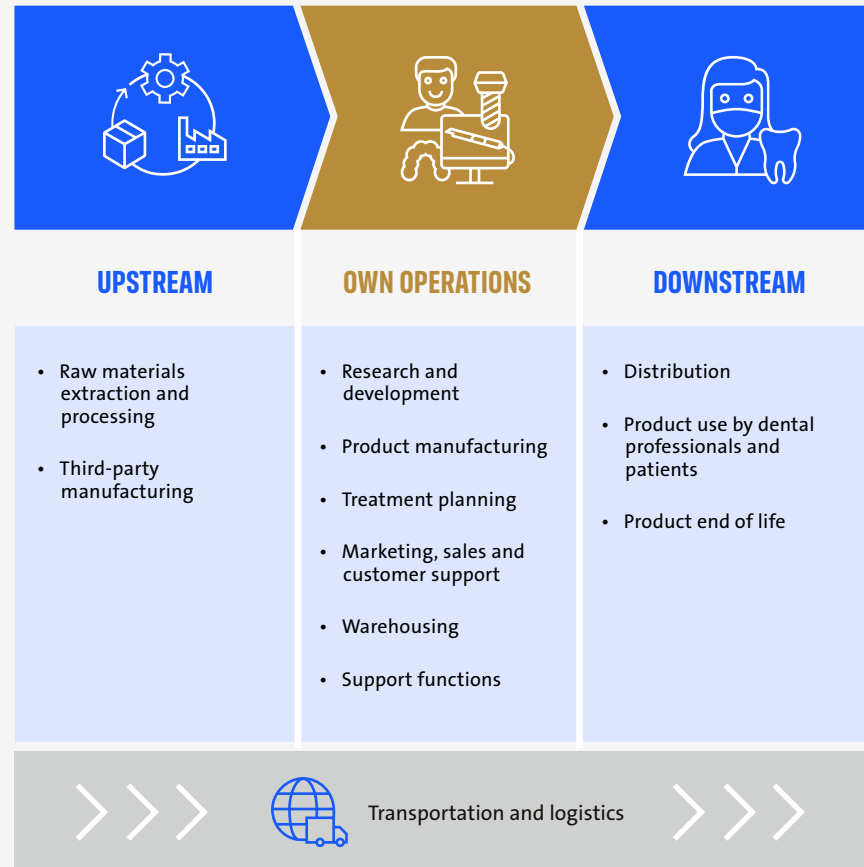 UPSTREAM
• Raw materials
extraction and
processing
• Third-party
manufacturing
OWN OPERATIONS
• Research and
development
• Product manufacturing
• Treatment planning
• Marketing, sales and
customer support
• Warehousing
• Support functions
DOWNSTREAM
• Distribution
• Product use by dental
professionals and
patients
• Product end of life
Transportation and logistics